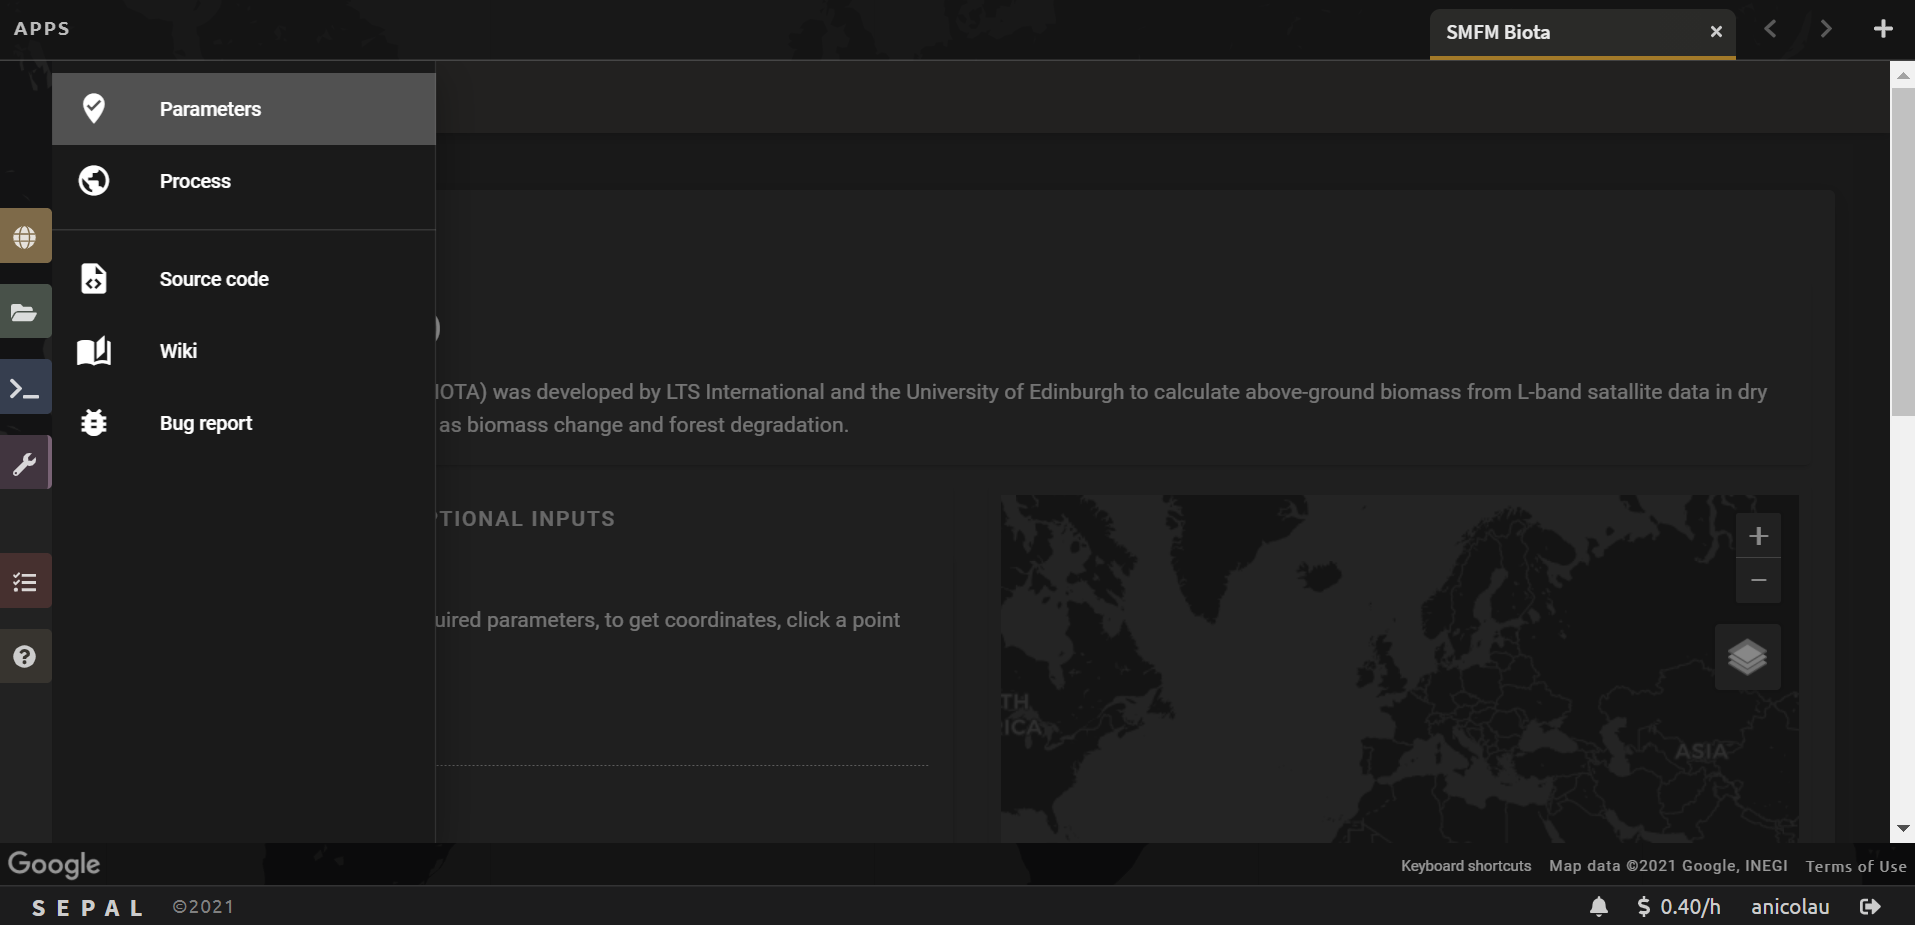 APPS
SMFM Biota
Parameters
Process
Source code
Wiki
Bug report
IOTA) was developed by LTS International and the University of Edinburgh to calculate above-ground biomass from L-band satallite data in dry
as biomass change and forest degradation.
TIONAL INPUTS
uired parameters, to get coordinates, click a point
TH
ICA
ASIA
Google
Keyboard shortcuts Map data ©2021 Google, INEGI Terms of Use
SEPAL ©2021
$ 0.40/h anicolau